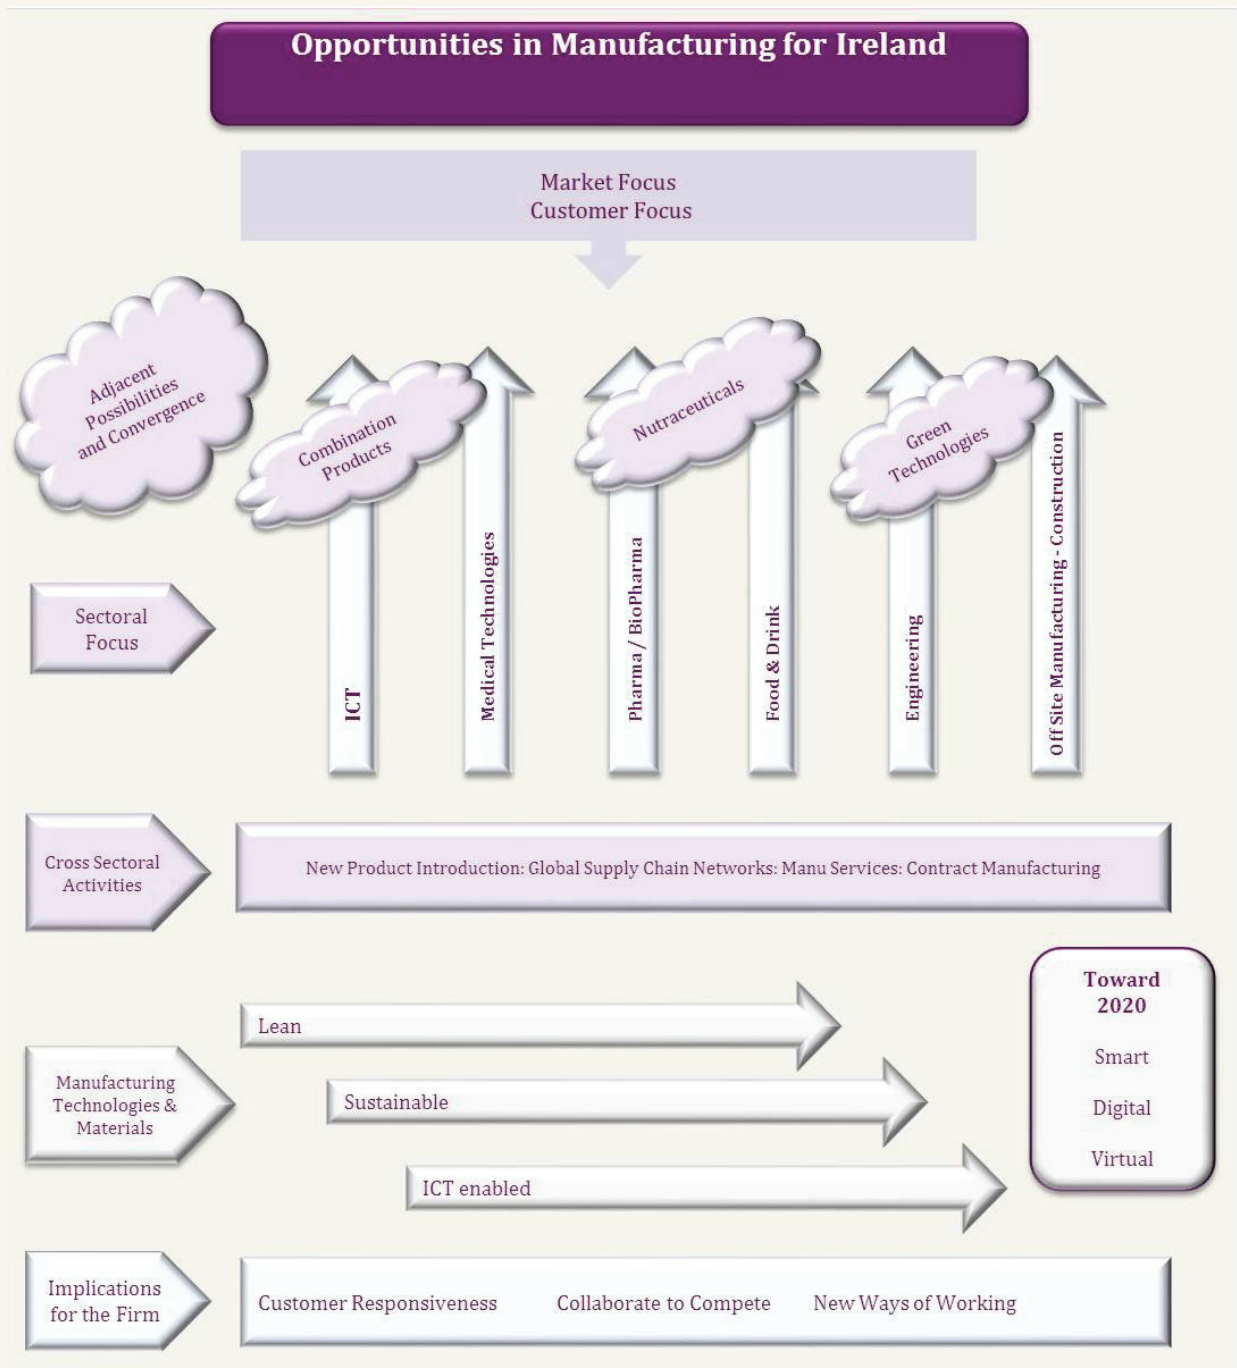 Opportunities in Manufacturing for Ireland
Market Focus
Customer Focus
Adjacent
Possibilities
and Convergence
Combination
Products
Nutraceuticals
Green
Technologies
Sectoral
Focus
ICT
Medical Technologies
Pharma / BioPharma
Food & Drink
Engineering
Off Site Manufacturing - Construction
Cross Sectoral
Activities
New Product Introduction: Global Supply Chain Networks: Manu Services: Contract Manufacturing
Manufacturing
Technologies &
Materials
Lean
Sustainable
ICT enabled
Toward
2020
Smart
Digital
Virtual
Implications
for the Firm
Customer Responsiveness Collaborate to Compete New Ways of Working